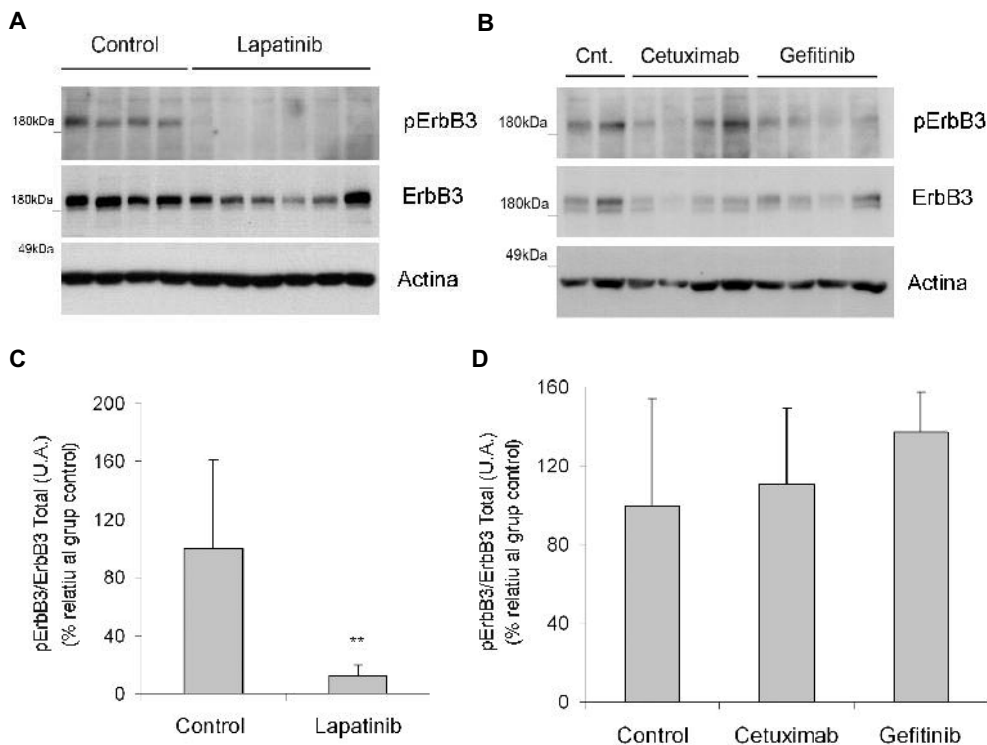 A
Control Lapatinib
180kDa pErbB3
180kDa ErbB3
49kDa
Actina
B
Cnt. Cetuximab Gefitinib
180kDa pErbB3
180kDa ErbB3
49kDa
Actina
C
pErbB3/ErbB3 Total (U.A.)
(% relatiu al grup control)
200
160
120
80
40
0
**
Control Lapatinib
D
pErbB3/ErbB3 Total (U.A.)
(% relatiu al grup control)
160
120
80
40
0
Control Cetuximab Gefitinib